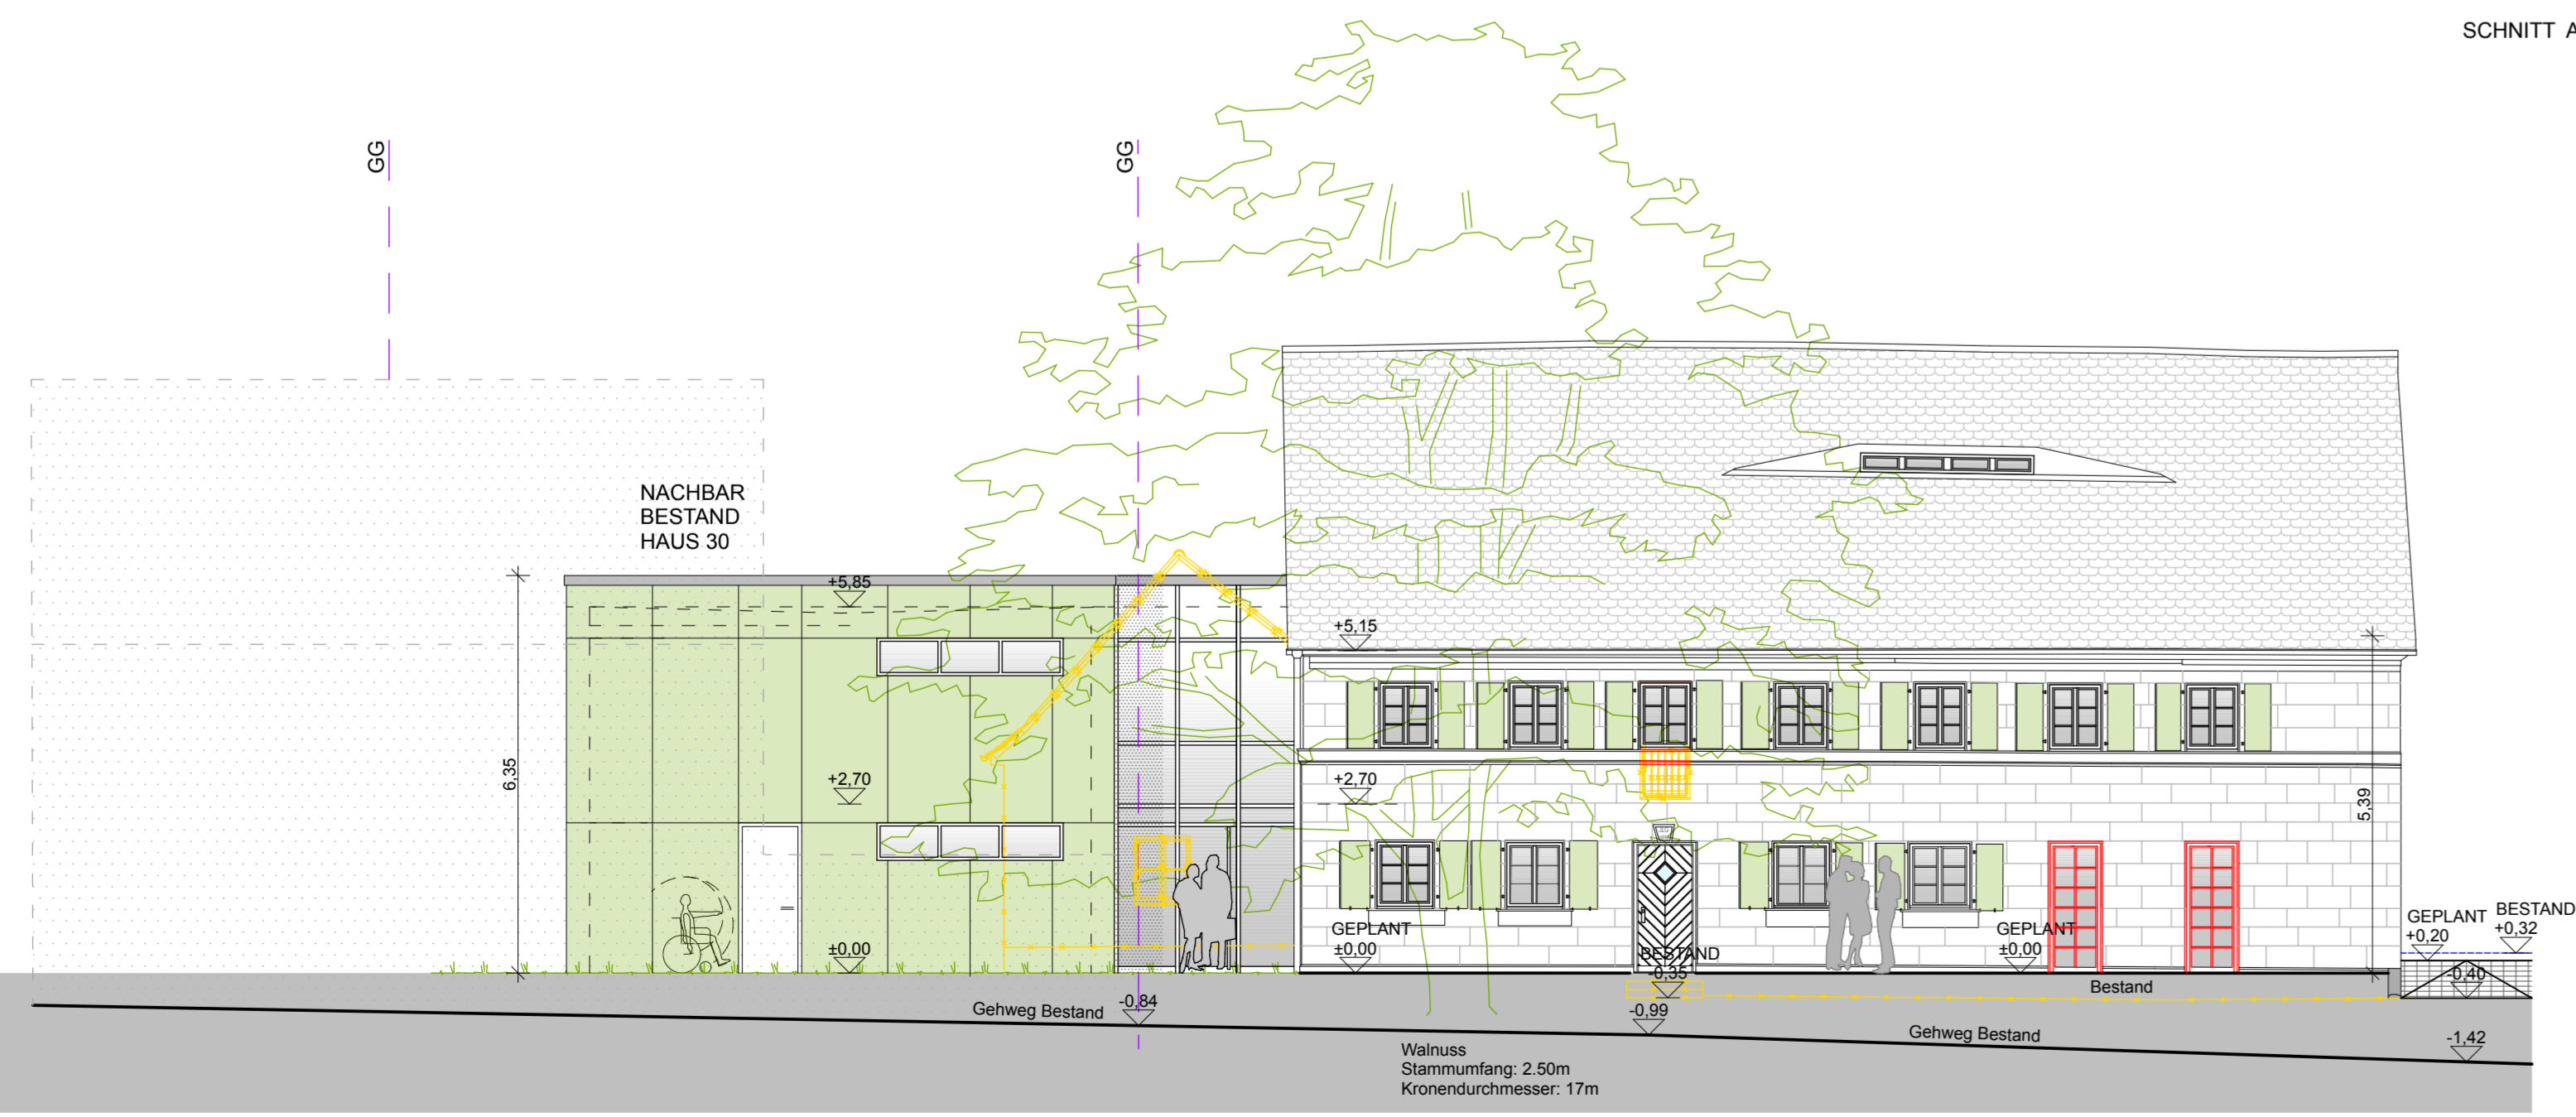 SCHNITT A
GG
GG
NACHBAR
BESTAND
HAUS 30
+5,85
+5,15
6,35
+2,70
+2,70
5,39
GEPLANT
±0,00
±0,00
BESTAND
-0,35
GEPLANT
±0,00
GEPLANT
+0,20
BESTAND
+0,32
-0,40
Bestand
Gehweg Bestand
-0,84
-0,99
Gehweg Bestand
-1,42
Walnuss
Stammumfang: 2.50m
Kronendurchmesser: 17m